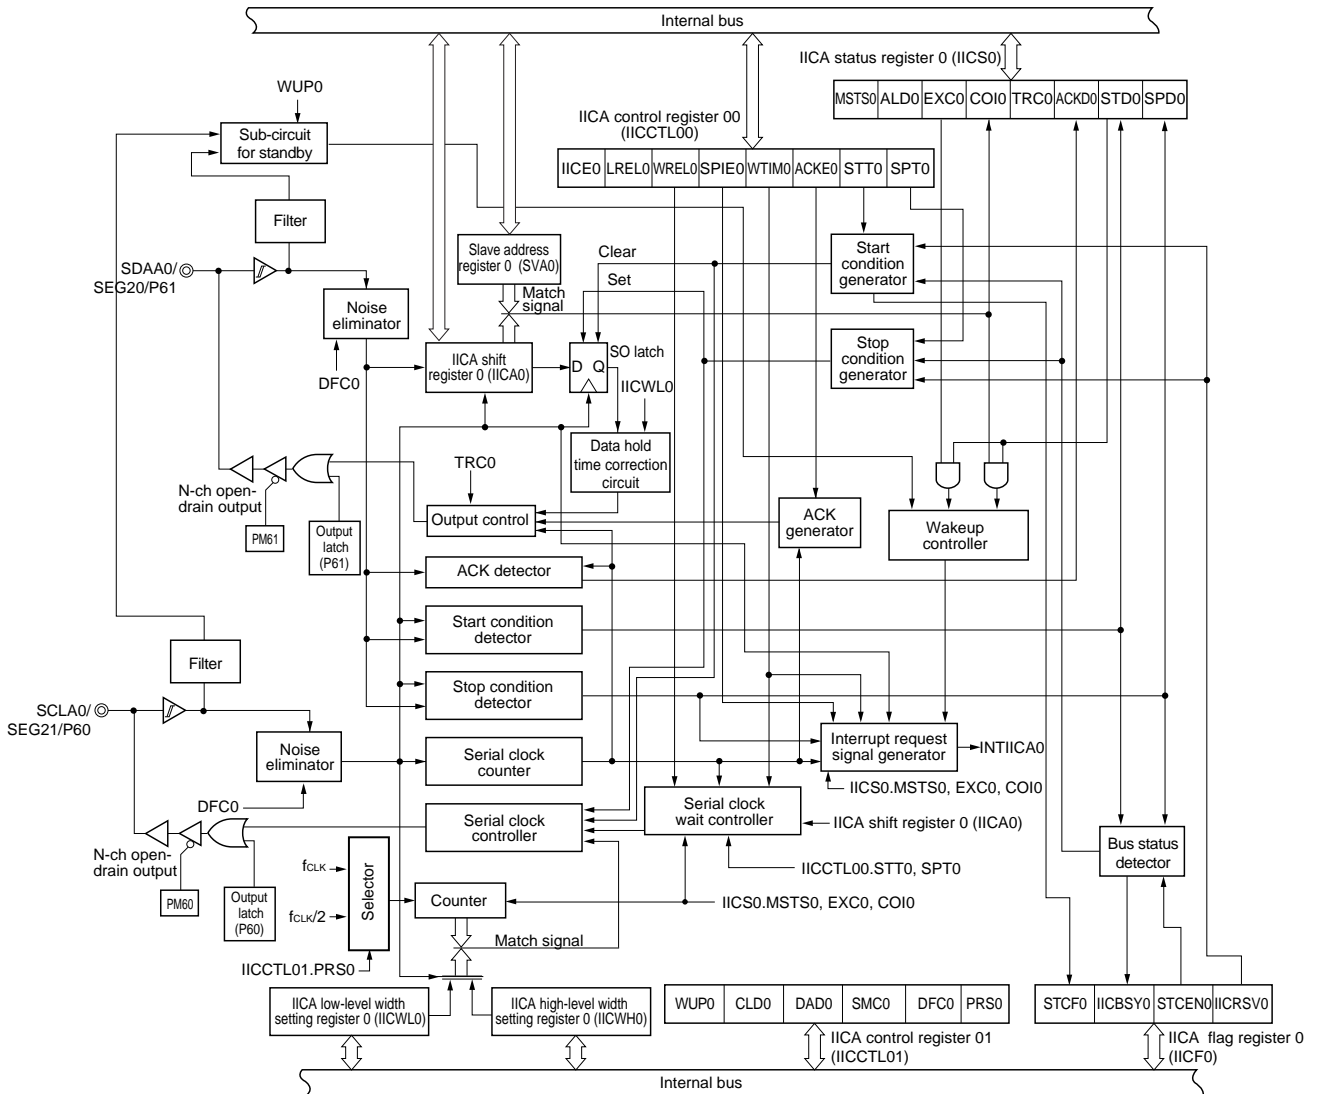 Internal bus
IICA status register 0 (IICS0)
MSTS0 ALD0 EXC0 COI0 TRC0 ACKD0 STD0 SPD0
WUP0
Sub-circuit
for standby
IICA control register 00
(IICCTL00)
IICE0 LREL0 WREL0 SPIE0 WTIM0 ACKE0 STT0 SPT0
Filter
Slave address
register 0 (SVA0)
Clear
Set
Start
condition
generator
SDAA0/
SEG20/P61
Noise
eliminator
DFC0
Match
signal
IICA shift
register 0 (IICA0)
D Q
SO latch
IICWL0
Stop
condition
generator
Data hold
time correction
circuit
TRC0
N-ch open-
drain output
PM61
Output
latch
(P61)
Output control
ACK
generator
Wakeup
controller
ACK detector
Start condition
detector
Filter
Stop condition
detector
SCLA0/
SEG21/P60
Noise
eliminator
DFC0
Serial clock
counter
Interrupt request
signal generator
INTIICA0
IICS0.MSTS0, EXC0, COI0
Serial clock
controller
Serial clock
wait controller
IICA shift register 0 (IICA0)
Bus status
detector
N-ch open-
drain output
PM60
Output
latch
(P60)
fCLK
fCLK/2
Selector
Counter
IICCTL00.STT0, SPT0
IICS0.MSTS0, EXC0, COI0
Match signal
IICCTL01.PRS0
IICA low-level width
setting register 0 (IICWL0)
IICA high-level width
setting register 0 (IICWH0)
WUP0 CLD0 DAD0 SMC0 DFC0 PRS0
IICA control register 01
(IICCTL01)
STCF0 IICBSY0 STCEN0 IICRSV0
IICA flag register 0
(IICF0)
Internal bus